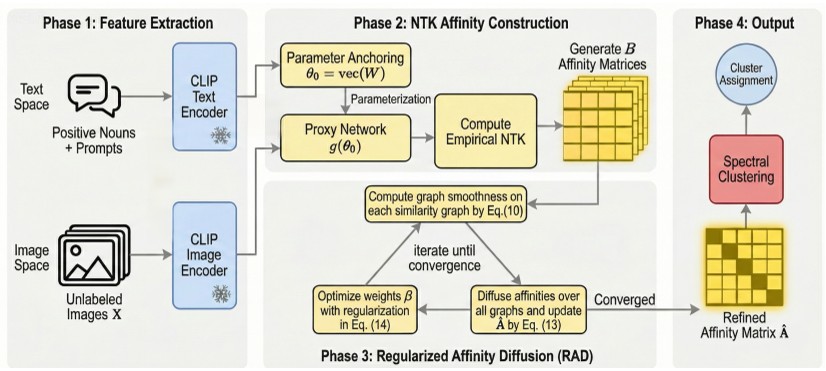 Phase 1: Feature Extraction
Text
Space
Positive Nouns
+ Prompts
CLIP
Text
Encoder
Image
Space
Unlabeled
Images X
CLIP
Image
Encoder
Phase 2: NTK Affinity Construction
Parameter Anchoring
θ₀ = vec(W)
Parameterization
Proxy Network
g(θ₀)
Compute
Empirical NTK
Generate B
Affinity Matrices
Compute graph smoothness on
each similarity graph by Eq.(10)
iterate until
convergence
Optimize weights β
with regularization
in Eq. (14)
Diffuse affinities over
all graphs and update
Â by Eq. (13)
Converged
Phase 3: Regularized Affinity Diffusion (RAD)
Phase 4: Output
Cluster
Assignment
Spectral
Clustering
Refined
Affinity Matrix Â